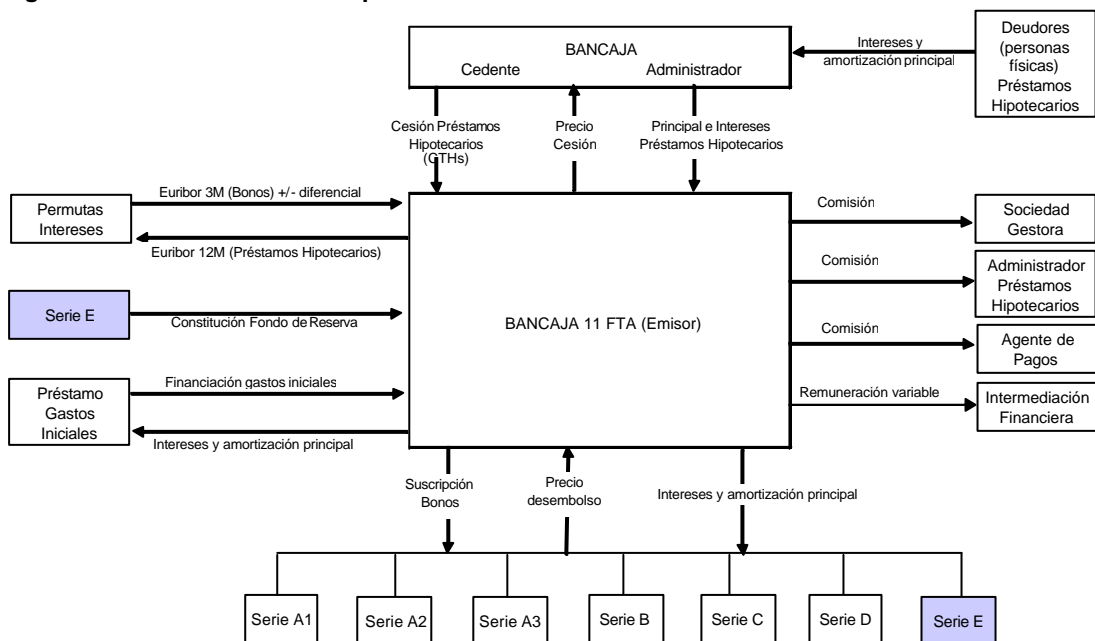 BANCAJA
Cedente
Administrador
Intereses y
amortización principal
Deudores
(personas
físicas)
Préstamos
Hipotecarios
Cesión Préstamos
Hipotecarios
(CTHs)
Precio
Cesión
Principal e Intereses
Préstamos Hipotecarios
Permutas
Intereses
Euribor 3M (Bonos) +/- diferencial
Euribor 12M (Préstamos Hipotecarios)
Serie E
Constitución Fondo de Reserva
Préstamo
Gastos
Iniciales
Financiación gastos iniciales
Intereses y amortización principal
BANCAJA 11 FTA (Emisor)
Comisión
Sociedad
Gestora
Comisión
Administrador
Préstamos
Hipotecarios
Comisión
Agente de
Pagos
Remuneración variable
Intermediación
Financiera
Suscripción
Bonos
Precio
desembolso
Intereses y amortización principal
Serie A1
Serie A2
Serie A3
Serie B
Serie C
Serie D
Serie E